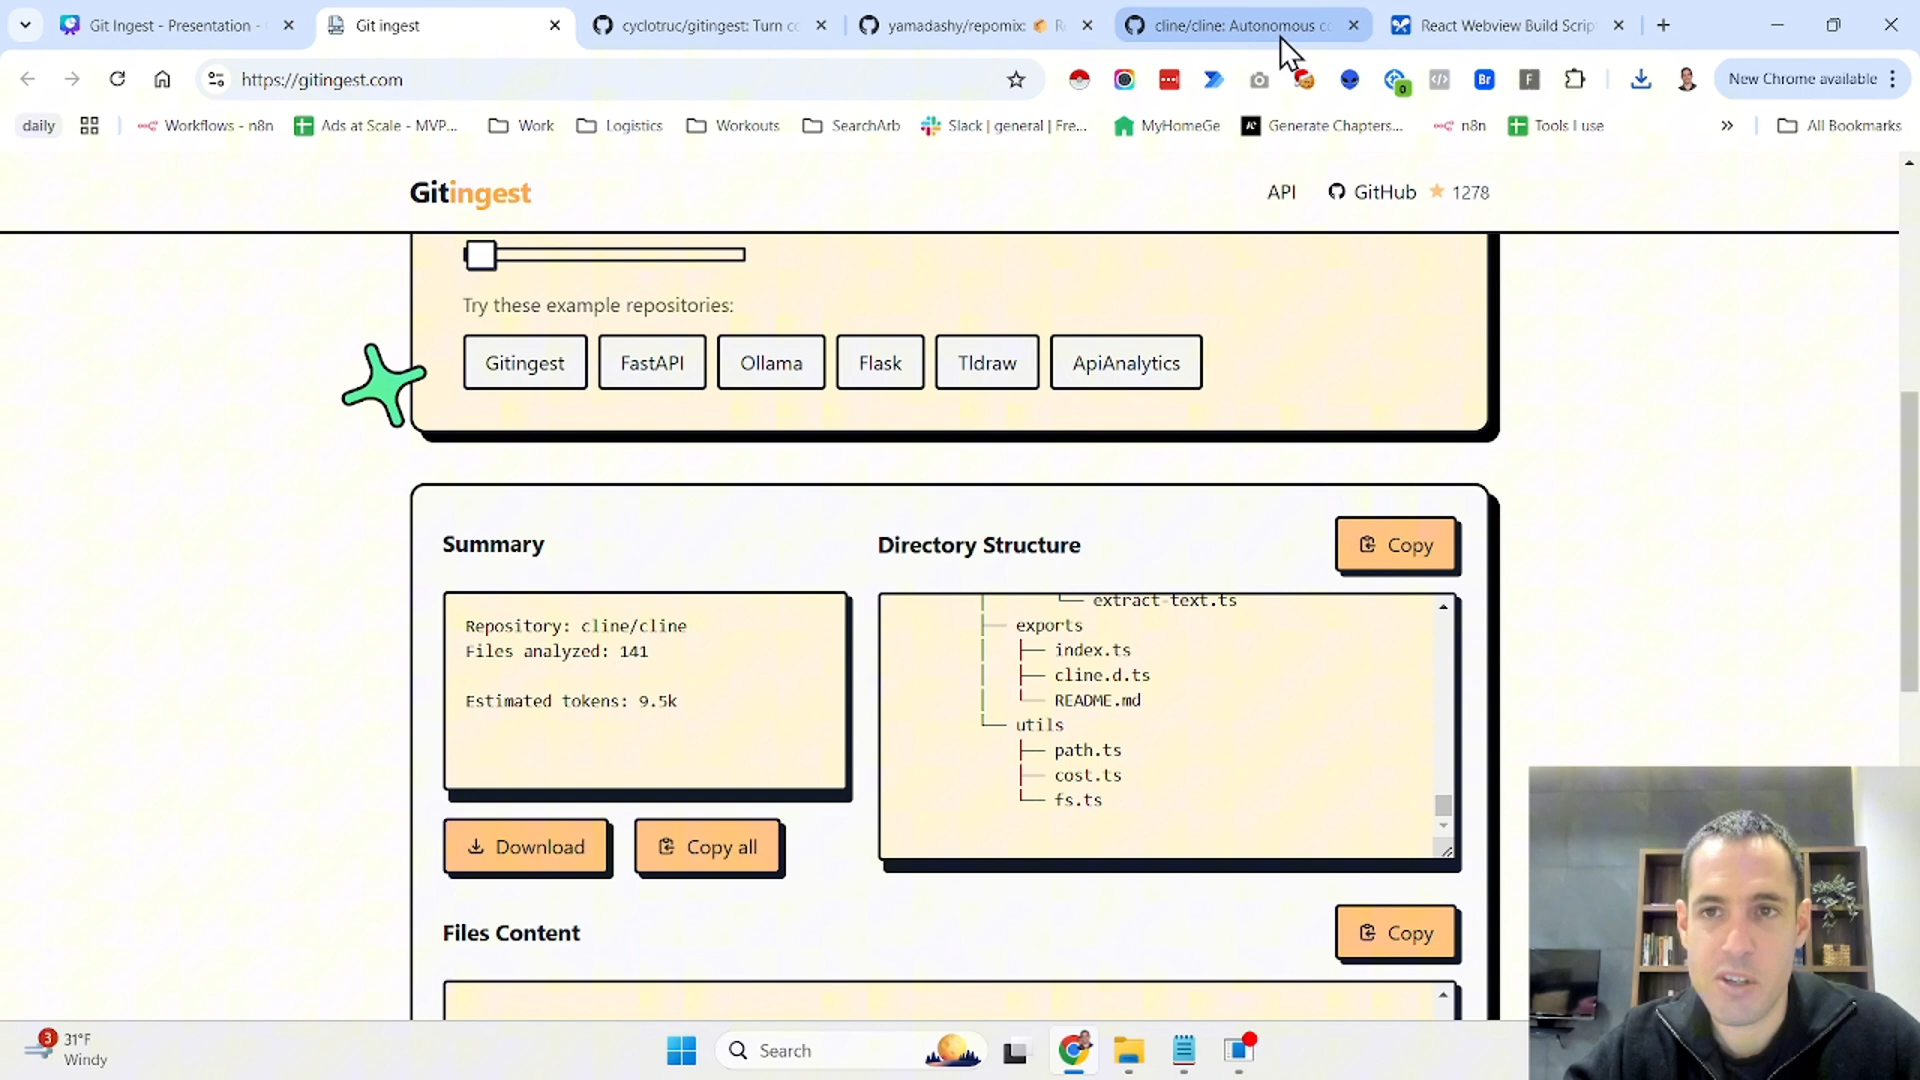 Git Ingest - Presentation -
Git ingest
cyclotruc/gitingest: Turn co
yamadashy/repomix:
cline/cline: Autonomous co
React Webview Build Scrip
https://gitingest.com
Br
F
0
New Chrome available
daily
Workflows - n8n
Ads at Scale - MVP...
Work
Logistics
Workouts
SearchArb
Slack | general | Fre...
MyHomeGe
Generate Chapters...
n8n
Tools I use
All Bookmarks
Gitingest
API
GitHub
1278
Try these example repositories:
Gitingest
FastAPI
Ollama
Flask
Tldraw
ApiAnalytics
Summary
Directory Structure
Copy
Repository: cline/cline
Files analyzed: 141
Estimated tokens: 9.5k
extract-text.ts
exports
index.ts
cline.d.ts
README.md
utils
path.ts
cost.ts
fs.ts
Download
Copy all
Files Content
Copy
3
31°F
Windy
Search